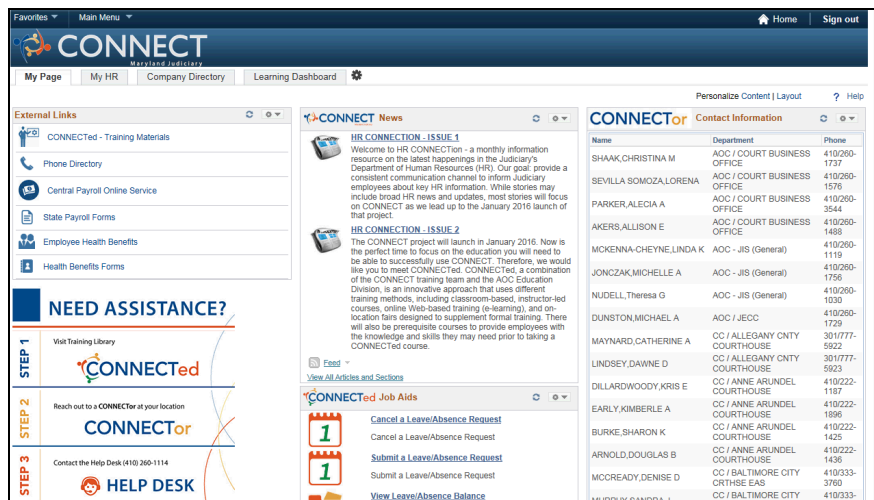 Favorites Main Menu Home Sign out
CONNECT
Maryland Judiciary
My Page My HR Company Directory Learning Dashboard
Personalize Content | Layout ? Help
External Links
CONNECTed - Training Materials
Phone Directory
Central Payroll Online Service
State Payroll Forms
Employee Health Benefits
Health Benefits Forms
NEED ASSISTANCE?
STEP 1
Visit Training Library
CONNECTed
STEP 2
Reach out to a CONNECTor at your location
CONNECTor
STEP 3
Contact the Help Desk (410) 260-1114
HELP DESK
CONNECT News
HR CONNECTION - ISSUE 1
Welcome to HR CONNECTion - a monthly information
resource on the latest happenings in the Judiciary's
Department of Human Resources (HR). Our goal: provide a
consistent communication channel to inform Judiciary
employees about key HR information. While stories may
include broad HR news and updates, most stories will focus
on CONNECT as we lead up to the January 2016 launch of
that project.
HR CONNECTION - ISSUE 2
The CONNECT project will launch in January 2016. Now is
the perfect time to focus on the education you will need to
be able to successfully use CONNECT. Therefore, we would
like you to meet CONNECTed. CONNECTed, a combination
of the CONNECT training team and the AOC Education
Division, is an innovative approach that uses different
training methods, including classroom-based, instructor-led
courses, online Web-based training (e-learning), and on-
location fairs designed to supplement formal training. There
will also be prerequisite courses to provide employees with
the knowledge and skills they may need prior to taking a
CONNECTed course.
Feed
View All Articles and Sections
CONNECTed Job Aids
1
Cancel a Leave/Absence Request
Cancel a Leave/Absence Request
1
Submit a Leave/Absence Request
Submit a Leave/Absence Request
View Leave/Absence Balance
CONNECTor Contact Information
Name Department Phone
SHAAK,CHRISTINA M AOC / COURT BUSINESS OFFICE 410/260-1737
SEVILLA SOMOZA,LORENA AOC / COURT BUSINESS OFFICE 410/260-1576
PARKER,ALECIA A AOC / COURT BUSINESS OFFICE 410/260-3544
AKERS,ALLISON E AOC / COURT BUSINESS OFFICE 410/260-1488
MCKENNA-CHEYNE,LINDA K AOC - JIS (General) 410/260-1119
JONCZAK,MICHELLE A AOC - JIS (General) 410/260-1756
NUDELL,Theresa G AOC - JIS (General) 410/260-1030
DUNSTON,MICHAEL A AOC / JECC 410/260-1729
MAYNARD,CATHERINE A CC / ALLEGANY CNTY COURTHOUSE 301/777-5922
LINDSEY,DAWNE D CC / ALLEGANY CNTY COURTHOUSE 301/777-5923
DILLARDWOODY,KRIS E CC / ANNE ARUNDEL COURTHOUSE 410/222-1187
EARLY,KIMBERLE A CC / ANNE ARUNDEL COURTHOUSE 410/222-1896
BURKE,SHARON K CC / ANNE ARUNDEL COURTHOUSE 410/222-1425
ARNOLD,DOUGLAS B CC / ANNE ARUNDEL COURTHOUSE 410/222-1436
MCCREADY,DENISE D CC / BALTIMORE CITY CRTHSE EAS 410/333-3760
CC / BALTIMORE CITY 410/333-